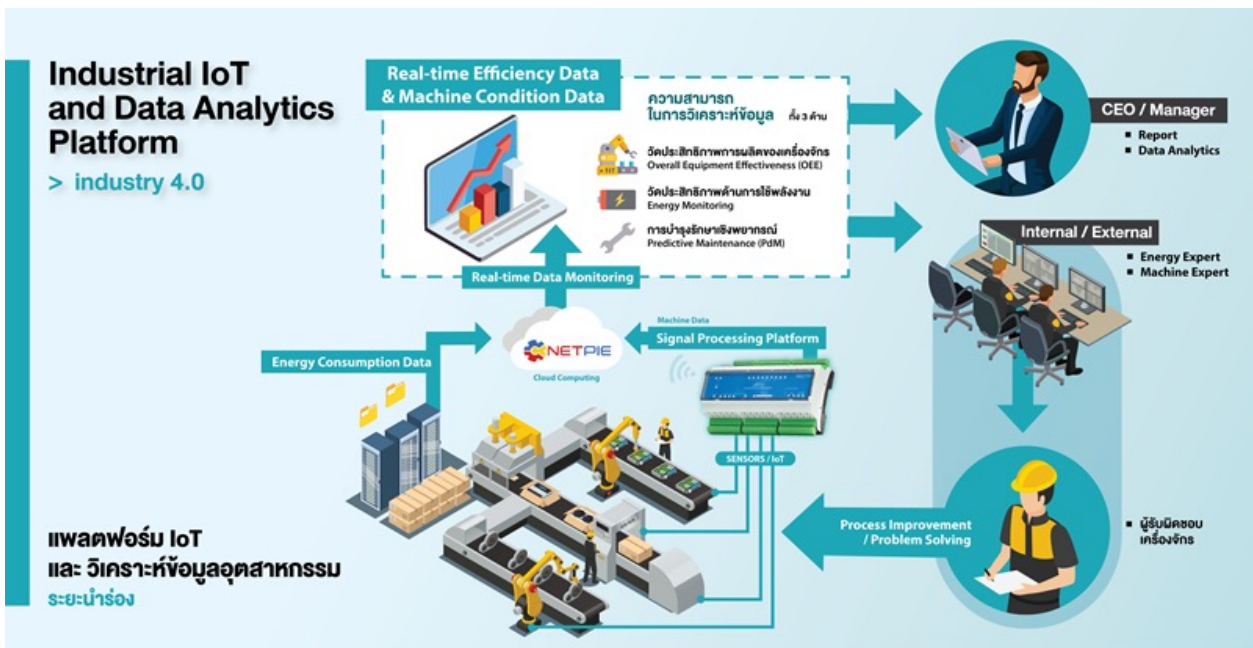 Industrial IoT
and Data Analytics
Platform
> industry 4.0
Real-time Efficiency Data
& Machine Condition Data
ความสามารถ
ในการวิเคราะห์ข้อมูล ทั้ง 3 ด้าน
วัดประสิทธิภาพการผลิตของเครื่องจักร
Overall Equipment Effectiveness (OEE)
วัดประสิทธิภาพด้านการใช้พลังงาน
Energy Monitoring
การบำรุงรักษาเชิงพยากรณ์
Predictive Maintenance (PdM)
CEO / Manager
▪ Report
▪ Data Analytics
Internal / External
▪ Energy Expert
▪ Machine Expert
Real-time Data Monitoring
NETPIE
Cloud Computing
Machine Data
Signal Processing Platform
Energy Consumption Data
SENSORS / IoT
Process Improvement
/ Problem Solving
▪ ผู้รับผิดชอบ
เครื่องจักร
แพลตฟอร์ม IoT
และ วิเคราะห์ข้อมูลอุตสาหกรรม
ระยะนำร่อง